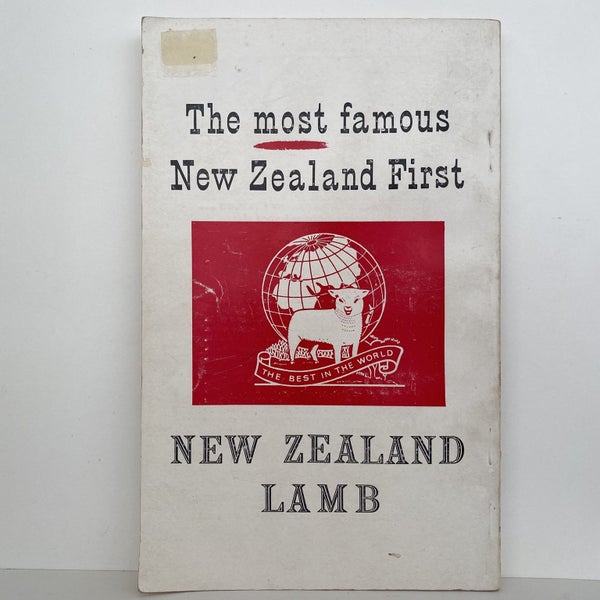 The most famous
New Zealand First
THE BEST IN THE WORLD
NEW ZEALAND
LAMB